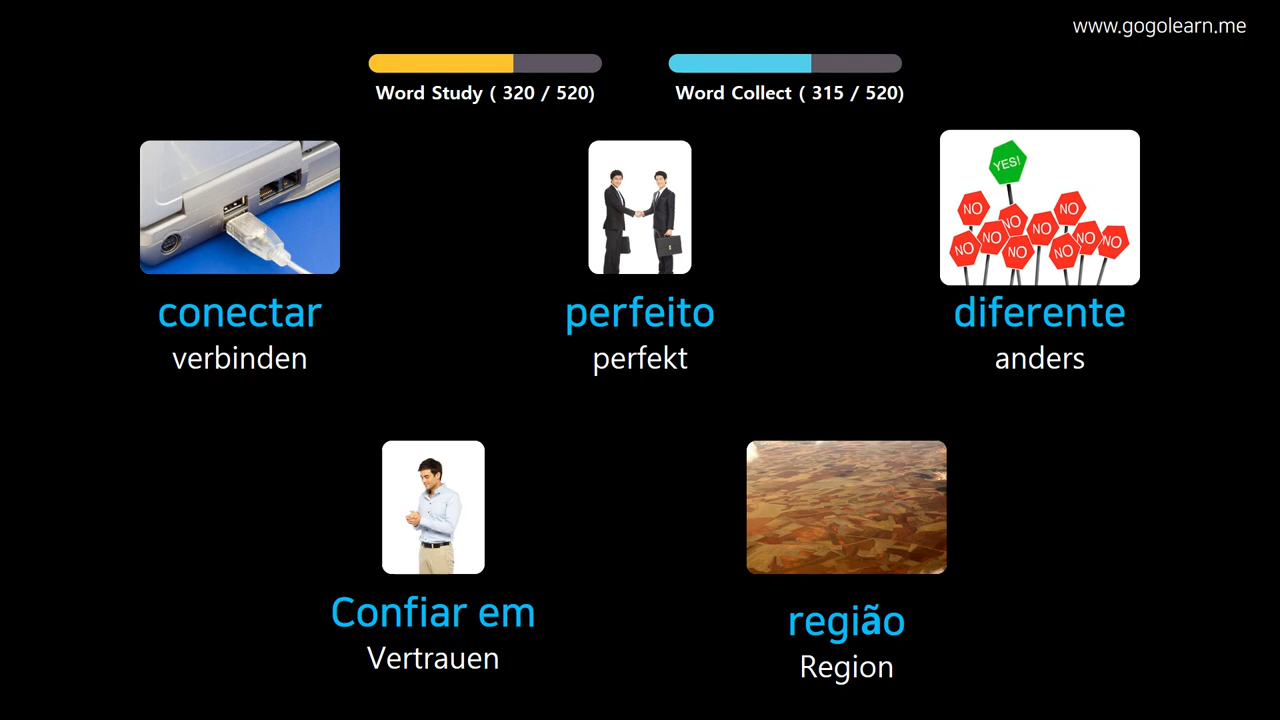 www.gogolearn.me
Word Study ( 320 / 520)
Word Collect ( 315 / 520)
YES!
NO
NO
NO
NO
NO
NO
NO
NO
NO
NO
conectar
verbinden
perfeito
perfekt
diferente
anders
Confiar em
Vertrauen
região
Region